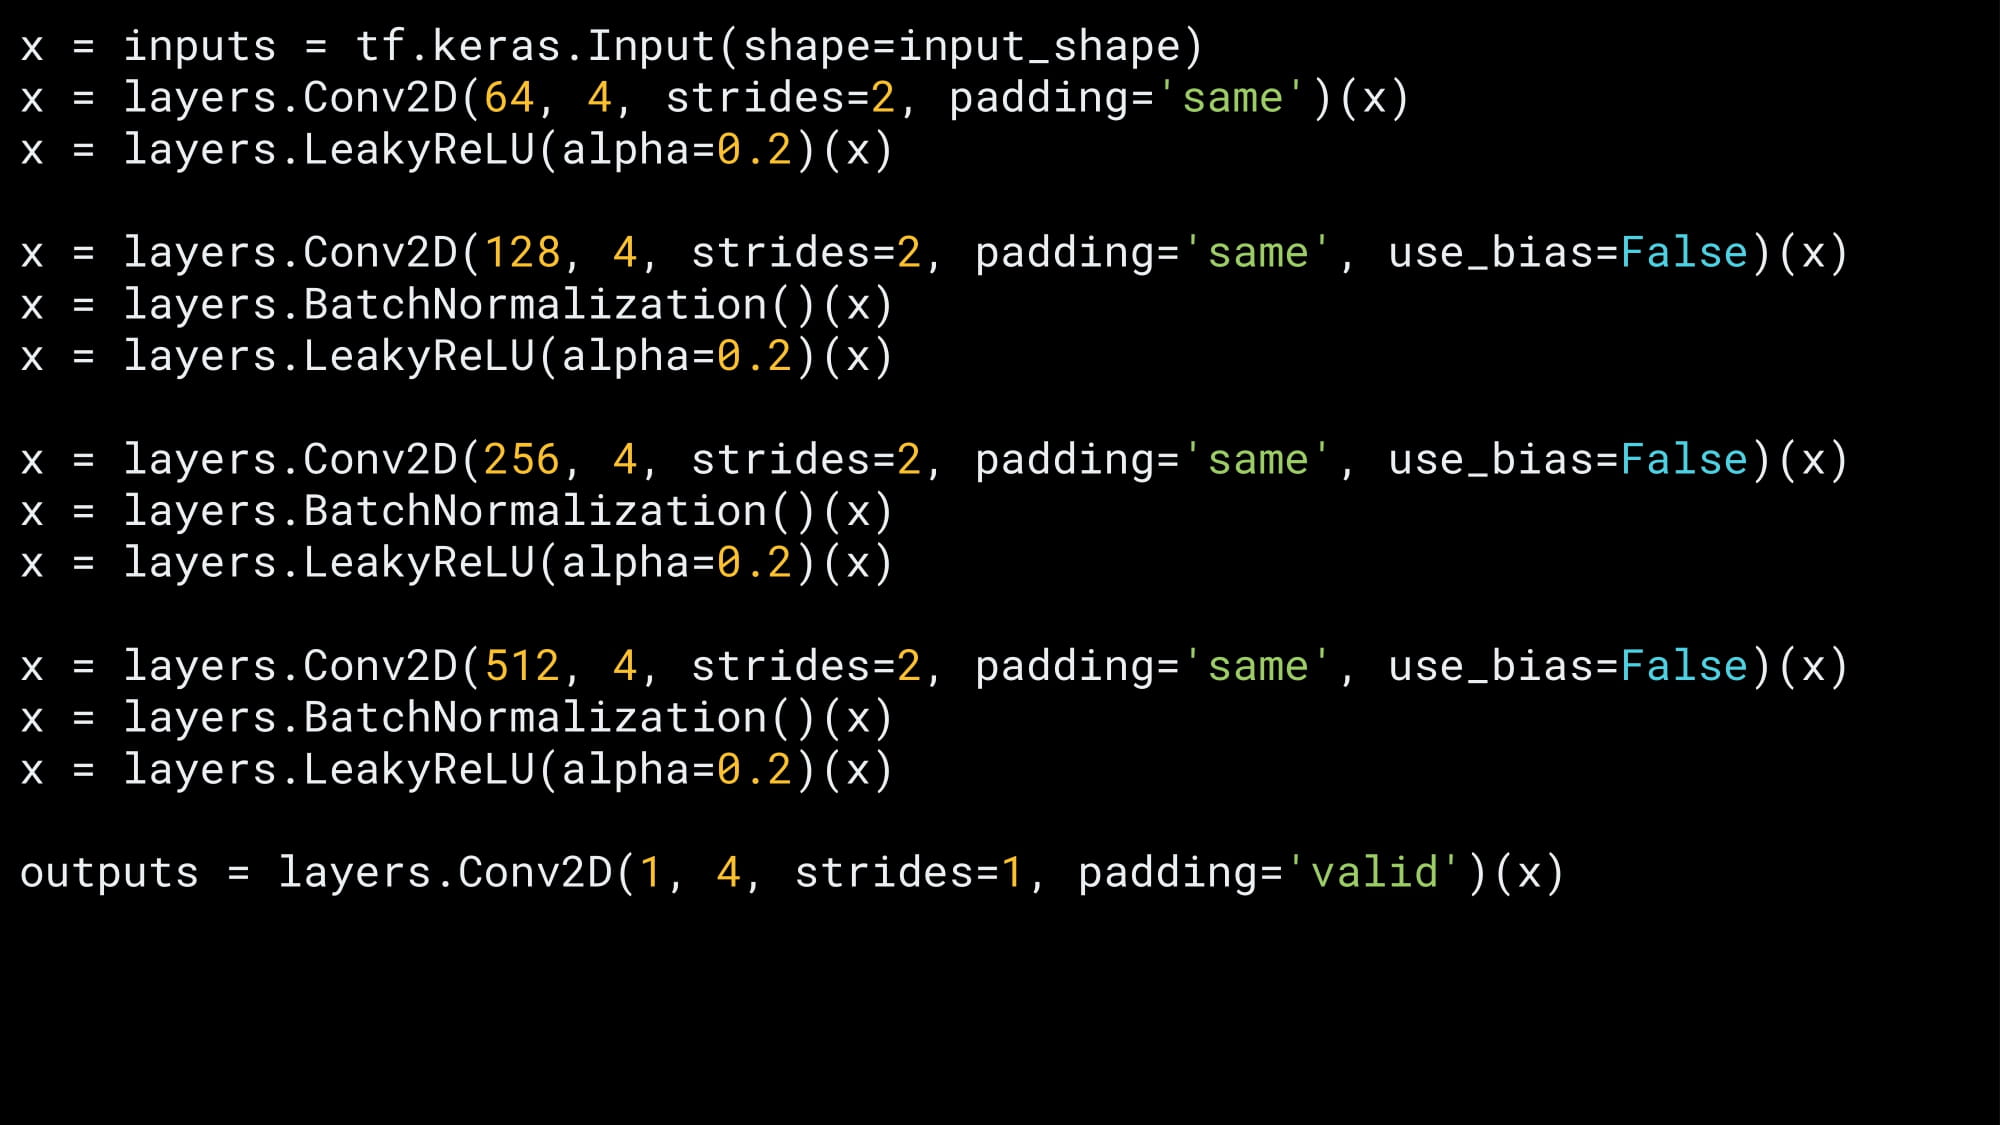 x = inputs = tf.keras.Input(shape=input_shape)
x = layers.Conv2D(64, 4, strides=2, padding='same')(x)
x = layers.LeakyReLU(alpha=0.2)(x)
x = layers.Conv2D(128, 4, strides=2, padding='same', use_bias=False)(x)
x = layers.BatchNormalization()(x)
x = layers.LeakyReLU(alpha=0.2)(x)
x = layers.Conv2D(256, 4, strides=2, padding='same', use_bias=False)(x)
x = layers.BatchNormalization()(x)
x = layers.LeakyReLU(alpha=0.2)(x)
x = layers.Conv2D(512, 4, strides=2, padding='same', use_bias=False)(x)
x = layers.BatchNormalization()(x)
x = layers.LeakyReLU(alpha=0.2)(x)
outputs = layers.Conv2D(1, 4, strides=1, padding='valid')(x)